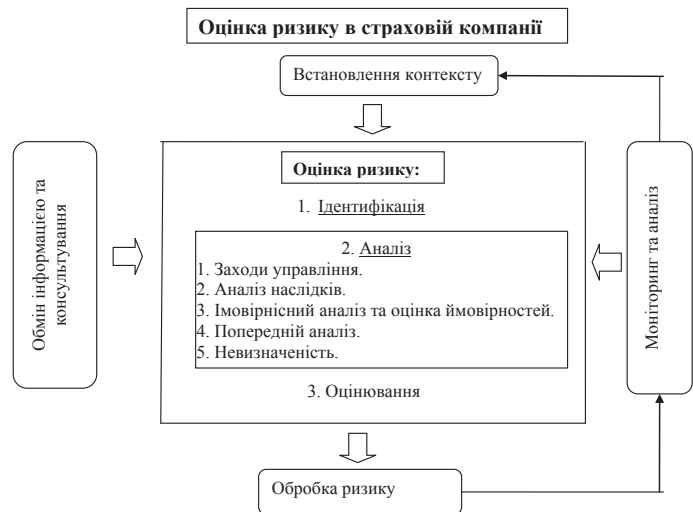 Оцінка ризику в страховій компанії
Встановлення контексту
Обмін інформацією та
консультування
Оцінка ризику:
1. Ідентифікація
2. Аналіз
1. Заходи управління.
2. Аналіз наслідків.
3. Імовірнісний аналіз та оцінка ймовірностей.
4. Попередній аналіз.
5. Невизначеність.
3. Оцінювання
Моніторинг та аналіз
Обробка ризику